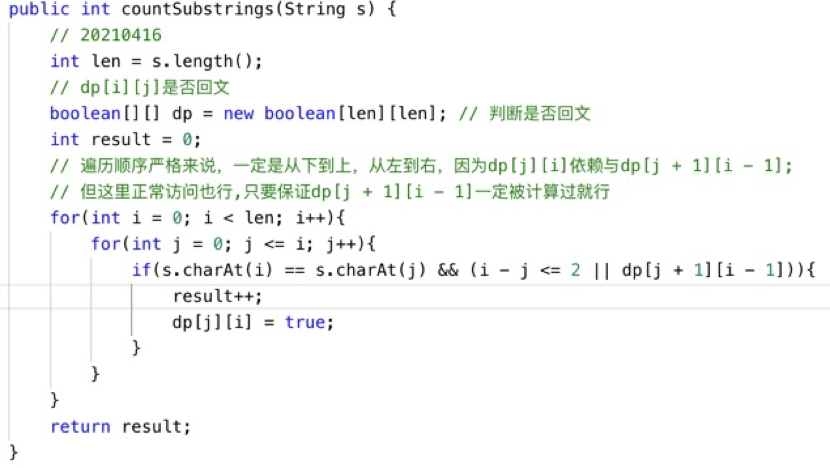 public int countSubstrings(String s) {
    // 20210416
    int len = s.length();
    // dp[i][j]是否回文
    boolean[][] dp = new boolean[len][len]; // 判断是否回文
    int result = 0;
    // 遍历顺序严格来说，一定是从下到上，从左到右，因为dp[j][i]依赖与dp[j + 1][i - 1];
    // 但这里正常访问也行,只要保证dp[j + 1][i - 1]一定被计算过就行
    for(int i = 0; i < len; i++){
        for(int j = 0; j <= i; j++){
            if(s.charAt(i) == s.charAt(j) && (i - j <= 2 || dp[j + 1][i - 1])){
                result++;
                dp[j][i] = true;
            }
        }
    }
    return result;
}